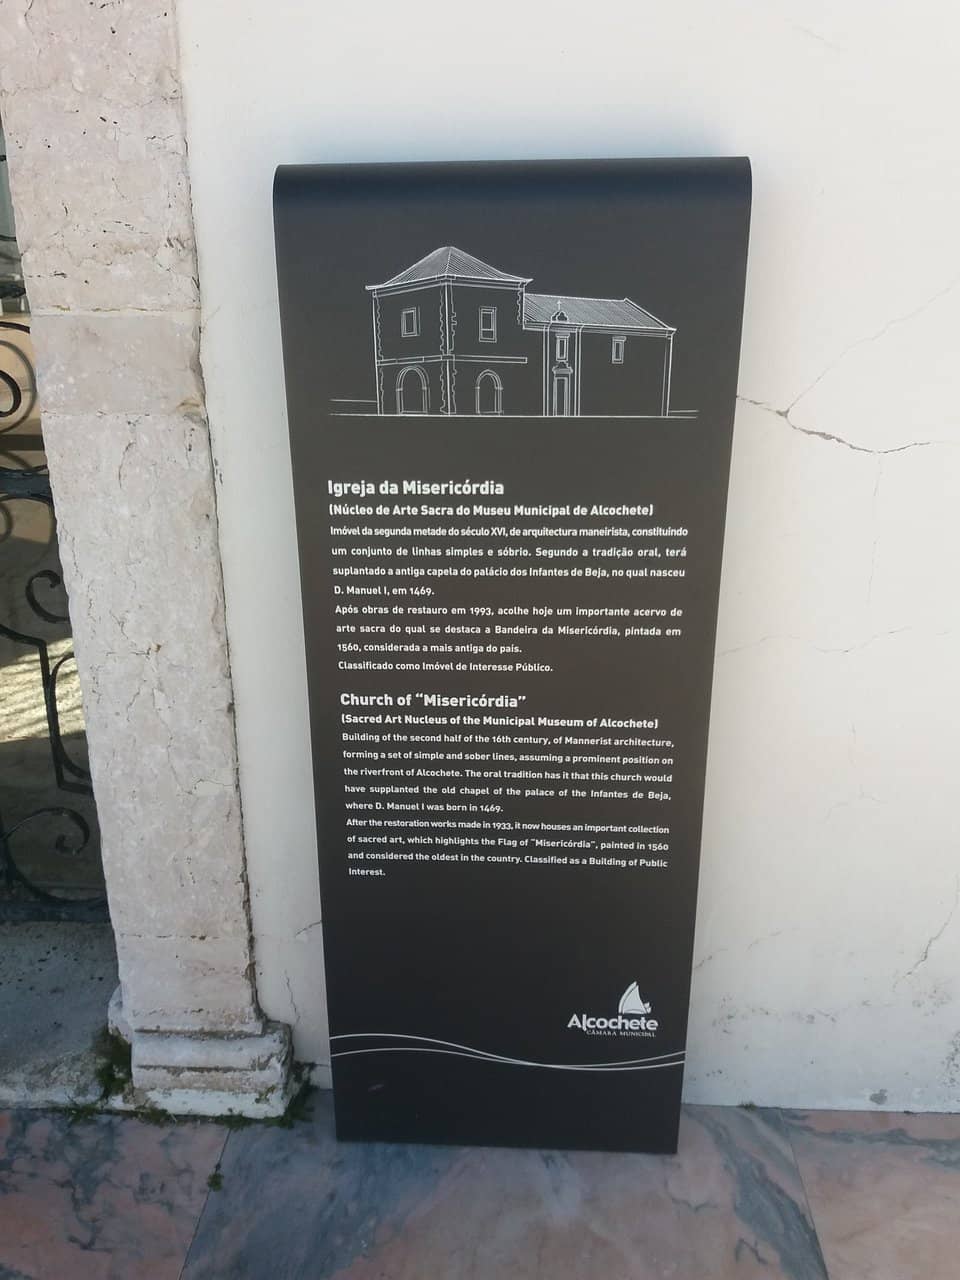 Igreja da Misericórdia
(Núcleo de Arte Sacra do Museu Municipal de Alcochete)
Imóvel da segunda metade do século XVI, de arquitectura maneirista, constituindo
um conjunto de linhas simples e sóbrio. Segundo a tradição oral, terá
suplantado a antiga capela do palácio dos Infantes de Beja, no qual nasceu
D. Manuel I, em 1469.
Após obras de restauro em 1993, acolhe hoje um importante acervo de
arte sacra do qual se destaca a Bandeira da Misericórdia, pintada em
1560, considerada a mais antiga do país.
Classificado como Imóvel de Interesse Público.
Church of "Misericórdia"
(Sacred Art Nucleus of the Municipal Museum of Alcochete)
Building of the second half of the 16th century, of Mannerist architecture,
forming a set of simple and sober lines, assuming a prominent position on
the riverfront of Alcochete. The oral tradition has it that this church would
have supplanted the old chapel of the palace of the Infantes de Beja,
where D. Manuel I was born in 1469.
After the restoration works made in 1933, it now houses an important collection
of sacred art, which highlights the Flag of "Misericórdia", painted in 1560
and considered the oldest in the country. Classified as a Building of Public
Interest.
Alcochete
CÂMARA MUNICIPAL